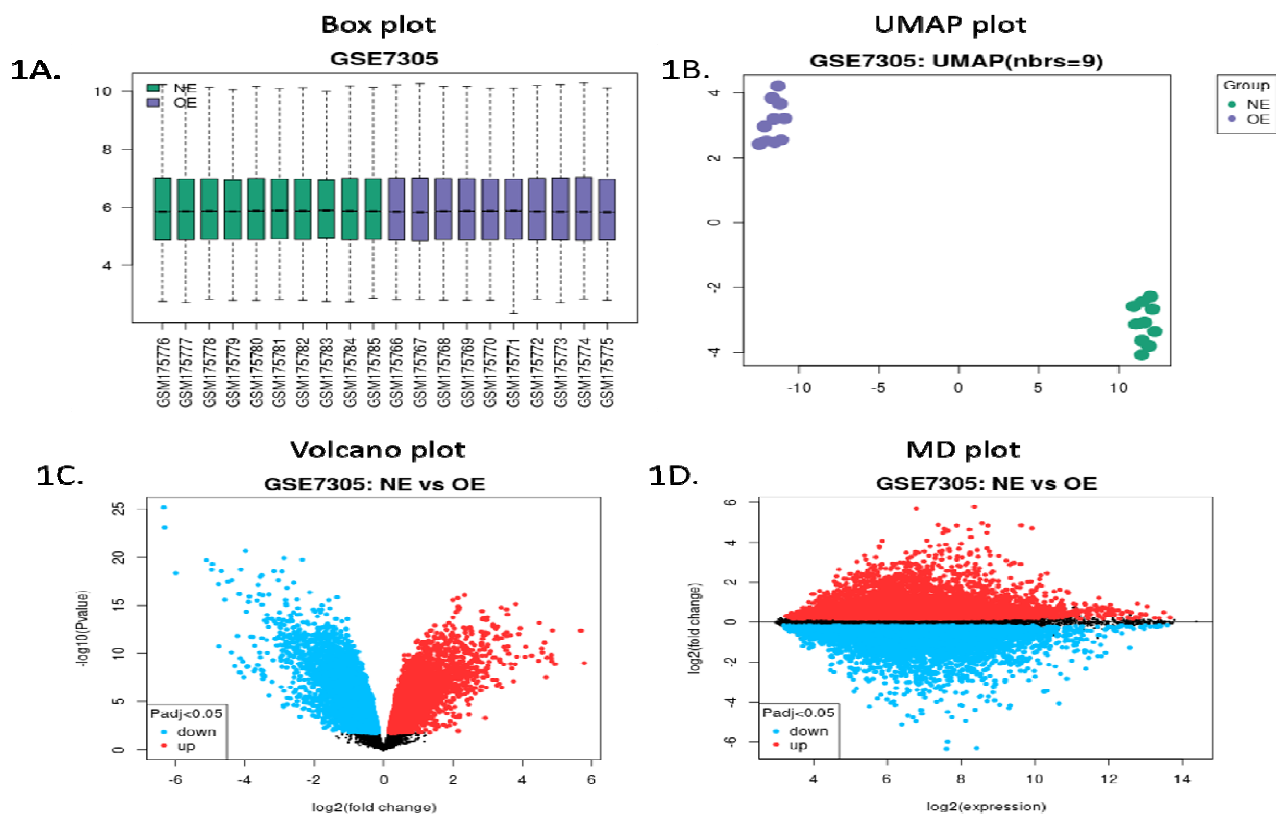 Box plot
GSE7305
1A.
NE
OE
10
8
6
4
GSM175776
GSM175777
GSM175778
GSM175779
GSM175780
GSM175781
GSM175782
GSM175783
GSM175784
GSM175785
GSM175766
GSM175767
GSM175768
GSM175769
GSM175770
GSM175771
GSM175772
GSM175773
GSM175774
GSM175775
UMAP plot
1B.
GSE7305: UMAP(nbrs=9)
Group
NE
OE
4
2
0
-2
-4
-10
-5
0
5
10
Volcano plot
1C.
GSE7305: NE vs OE
-log10(Pvalue)
25
20
15
10
5
0
Padj<0.05
down
up
-6
-4
-2
0
2
4
6
log2(fold change)
MD plot
1D.
GSE7305: NE vs OE
log2(fold change)
6
4
2
0
-2
-4
-6
Padj<0.05
down
up
4
6
8
10
12
14
log2(expression)